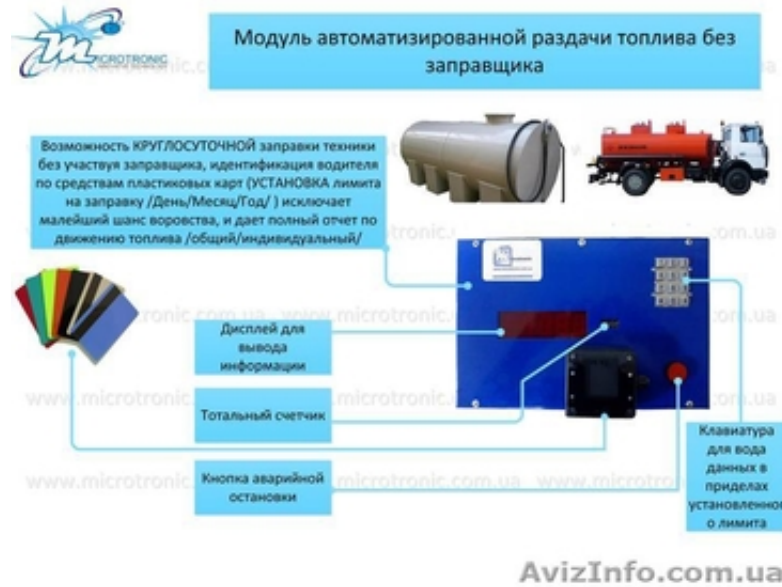 MICROTRONIC
Модуль автоматизированной раздачи топлива без
заправщика
Возможность КРУГЛОСУТОЧНОЙ заправки техники
без участвуя заправщика, идентификация водителя
по средствам пластиковых карт (УСТАНОВКА лимита
на заправку /День/Месяц/Год/ ) исключает
малейший шанс воровства, и дает полный отчет по
движению топлива /общий/индивидуальный/
Дисплей для
вывода
информации
Тотальный счетчик
Кнопка аварийной
остановки
Клавиатура
для вода
данных в
приделах
установленног
о лимита
www.microtronic.com.ua
AvizInfo.com.ua